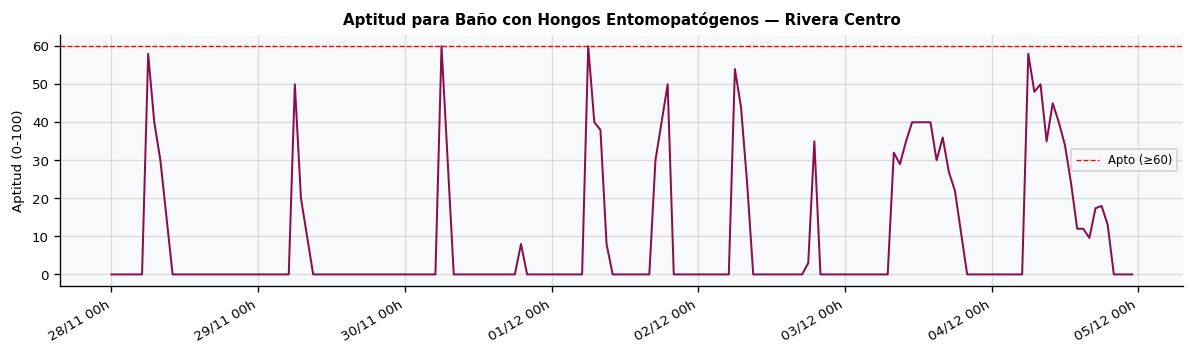 Aptitud para Baño con Hongos Entomopatógenos — Rivera Centro
Aptitud (0-100)
60
50
40
30
20
10
0
Apto (≥60)
28/11 00h
29/11 00h
30/11 00h
01/12 00h
02/12 00h
03/12 00h
04/12 00h
05/12 00h